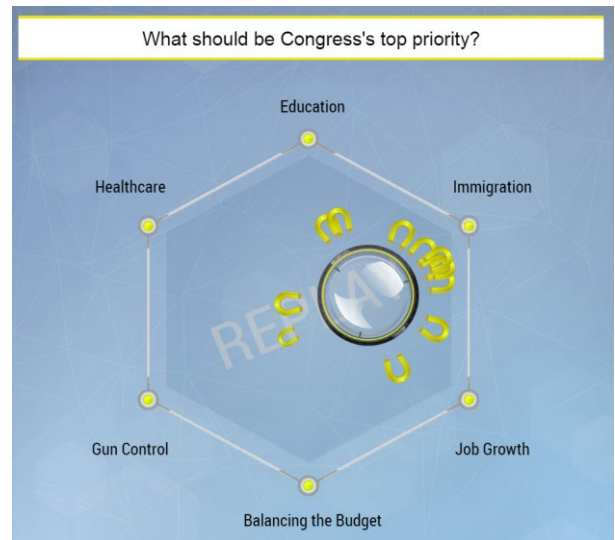 What should be Congress's top priority?
Education
Healthcare
Immigration
Gun Control
Job Growth
Balancing the Budget